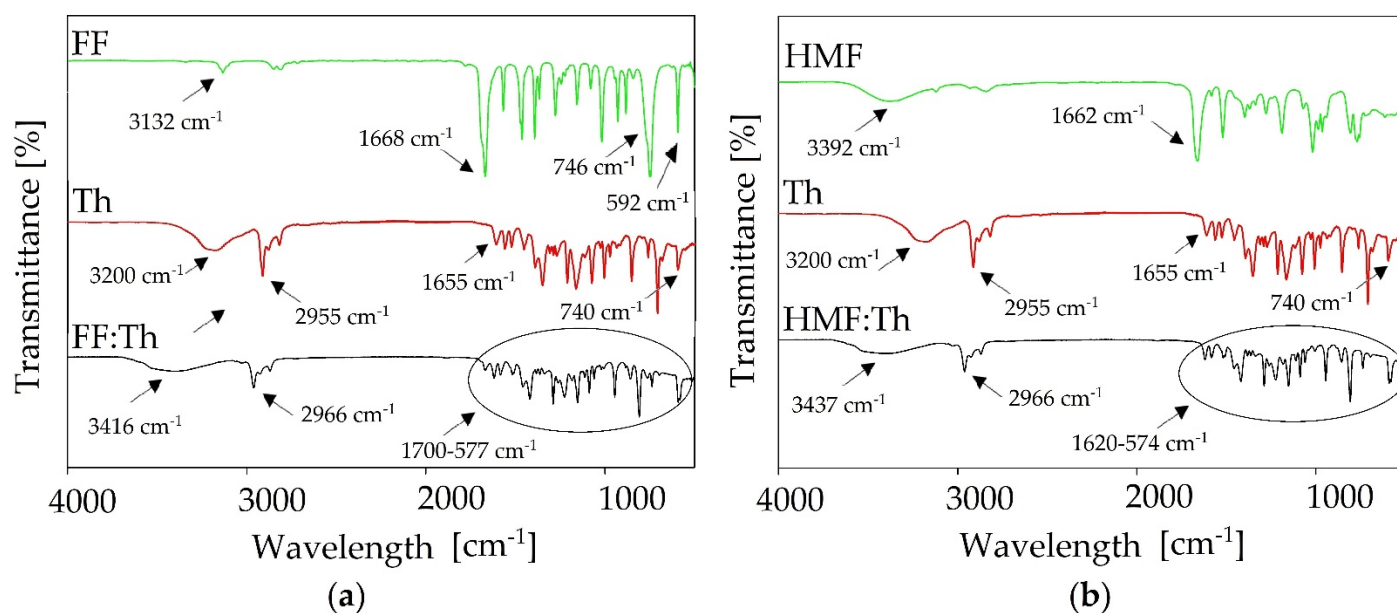 FF
3132 cm-1
1668 cm-1
746 cm-1
592 cm-1
Th
3200 cm-1
2955 cm-1
1655 cm-1
740 cm-1
FF:Th
3416 cm-1
2966 cm-1
1700-577 cm-1
Transmittance [%]
4000 3000 2000 1000
Wavelength [cm-1]
(a)
HMF
3392 cm-1
1662 cm-1
Th
3200 cm-1
2955 cm-1
1655 cm-1
740 cm-1
HMF:Th
3437 cm-1
2966 cm-1
1620-574 cm-1
Transmittance [%]
4000 3000 2000 1000
Wavelength [cm-1]
(b)